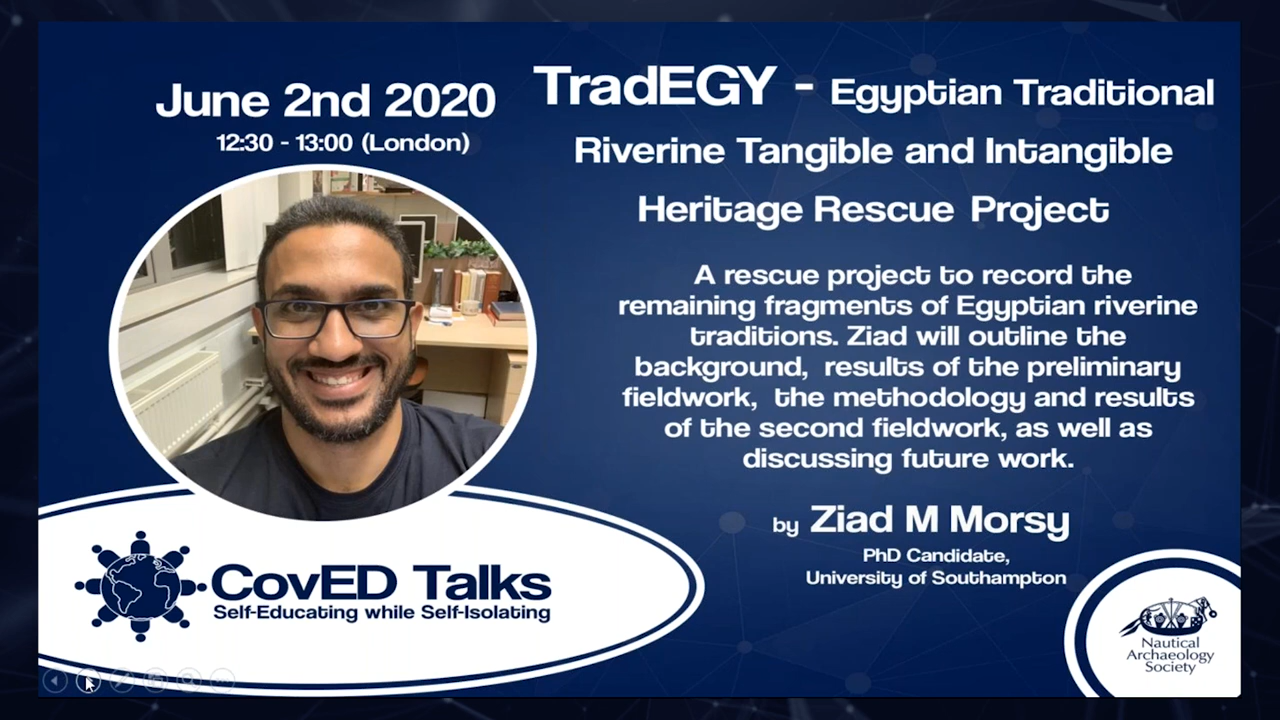 June 2nd 2020
12:30 - 13:00 (London)
TradEGY - Egyptian Traditional
Riverine Tangible and Intangible
Heritage Rescue Project
A rescue project to record the
remaining fragments of Egyptian riverine
traditions. Ziad will outline the
background, results of the preliminary
fieldwork, the methodology and results
of the second fieldwork, as well as
discussing future work.
by Ziad M Morsy
PhD Candidate,
University of Southampton
CovED Talks
Self-Educating while Self-Isolating
Nautical
Archaeology
Society